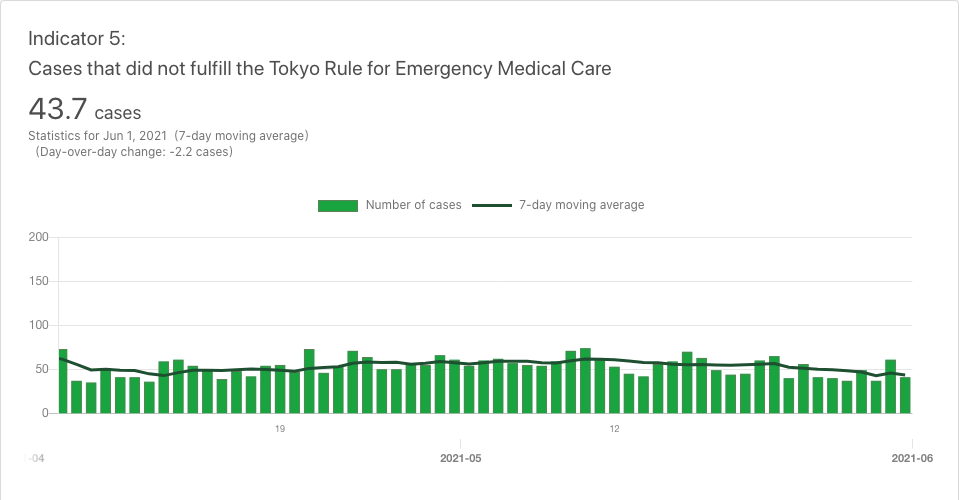 Indicator 5:
Cases that did not fulfill the Tokyo Rule for Emergency Medical Care
43.7 cases
Statistics for Jun 1, 2021 (7-day moving average)
(Day-over-day change: -2.2 cases)
Number of cases 7-day moving average
200
150
100
50
0
19 12
-04 2021-05 2021-06